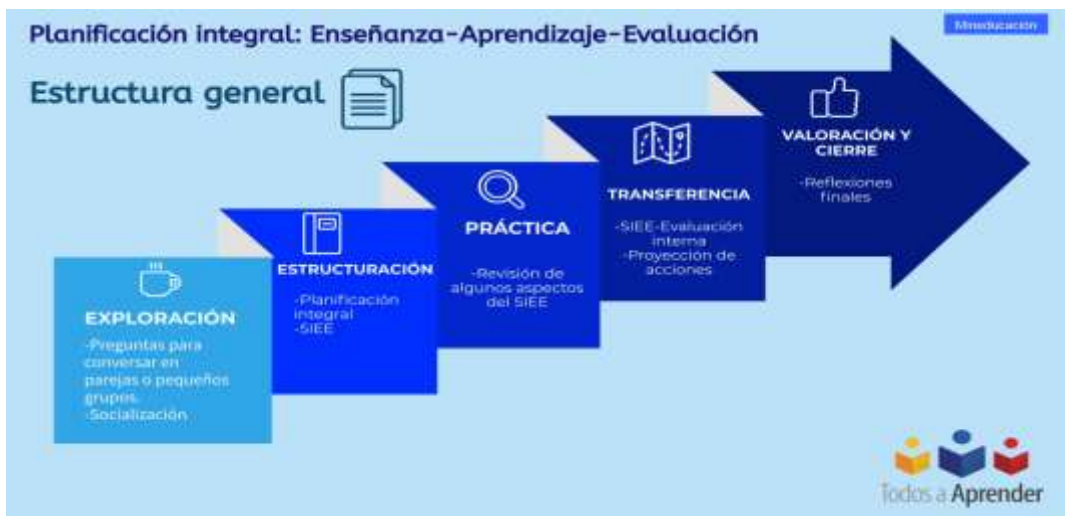 Planificación integral: Enseñanza-Aprendizaje-Evaluación
Mineducación
Estructura general
EXPLORACIÓN
-Preguntas para
conversar en
parejas o pequeños
grupos.
-Socialización
ESTRUCTURACIÓN
-Planificación
integral
-SIEE
PRÁCTICA
-Revisión de
algunos aspectos
del SIEE
TRANSFERENCIA
-SIEE-Evaluación
interna
-Proyección de
acciones
VALORACIÓN Y
CIERRE
-Reflexiones
finales
Todos a Aprender